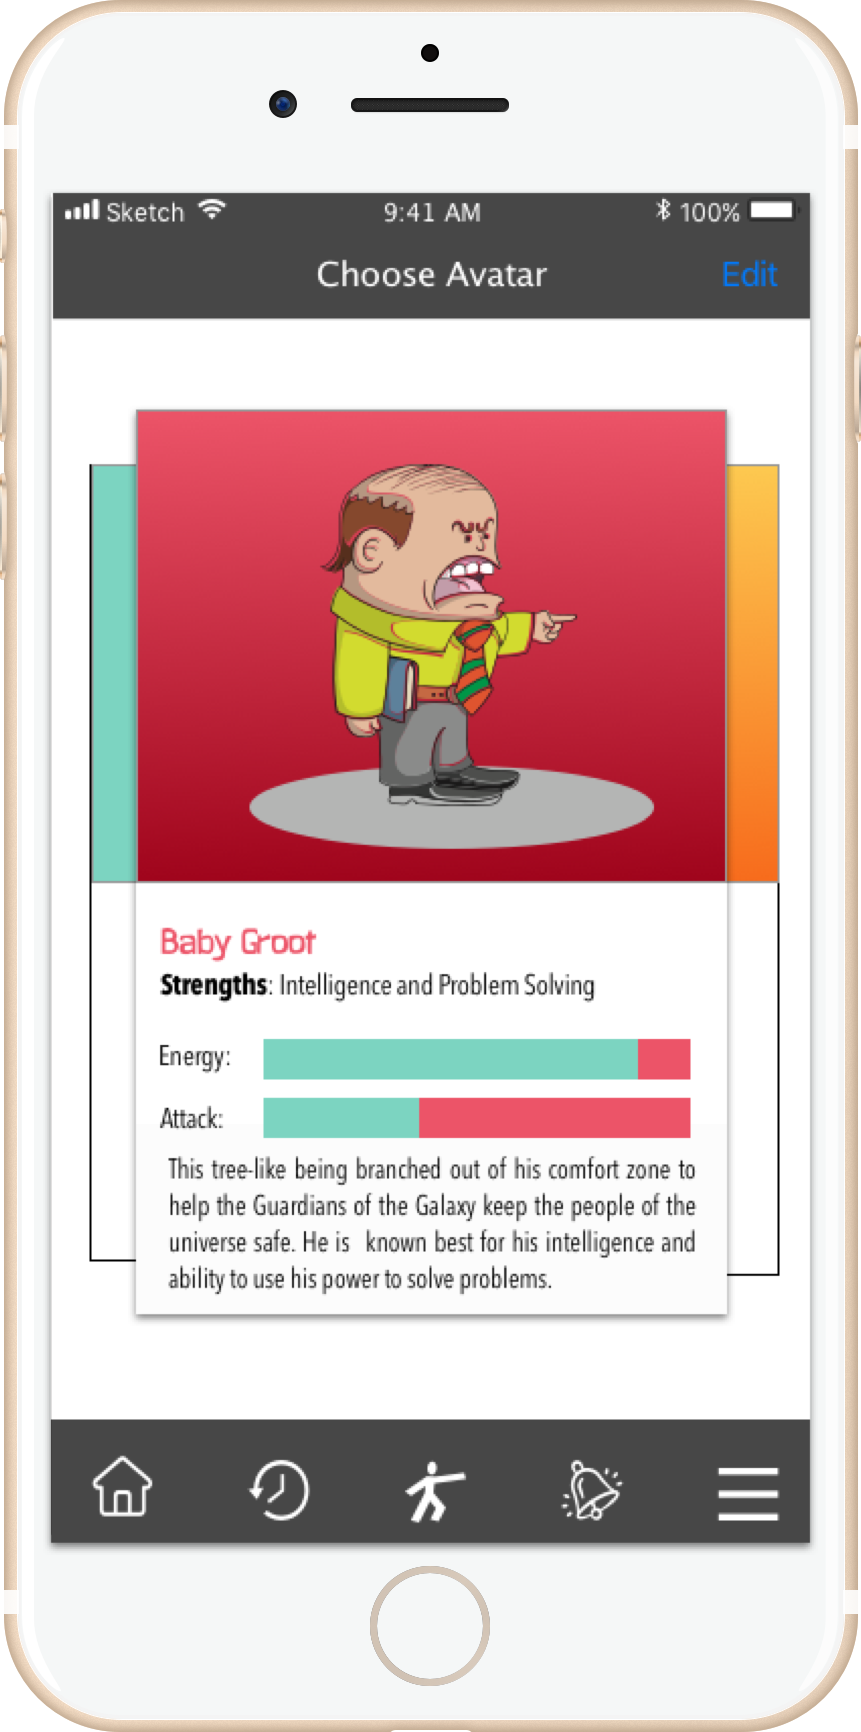 Sketch 9:41 AM 100%
Choose Avatar Edit
Baby Groot
Strengths: Intelligence and Problem Solving
Energy:
Attack:
This tree-like being branched out of his comfort zone to
help the Guardians of the Galaxy keep the people of the
universe safe. He is  known best for his intelligence and
ability to use his power to solve problems.